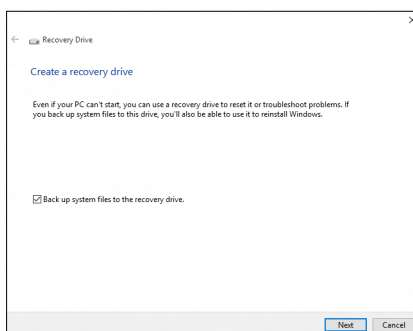 Recovery Drive
Create a recovery drive
Even if your PC can't start, you can use a recovery drive to reset it or troubleshoot problems. If
you back up system files to this drive, you'll also be able to use it to reinstall Windows.
Back up system files to the recovery drive.
Next Cancel